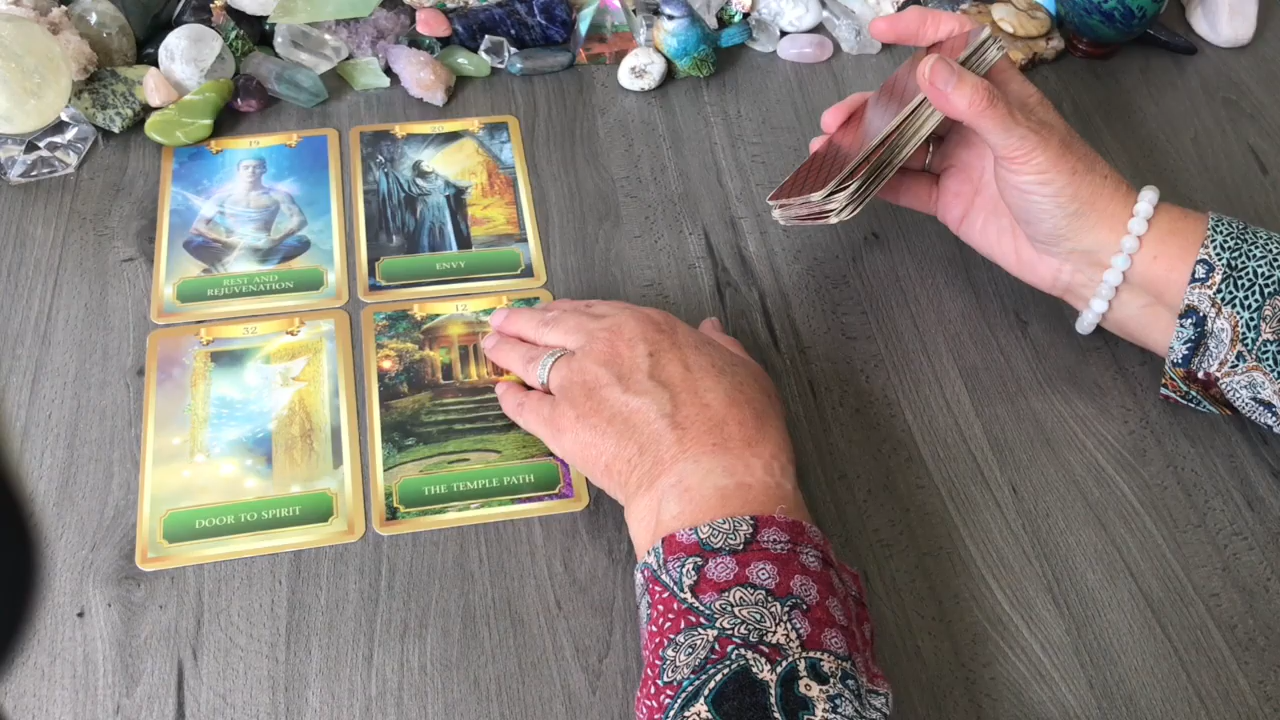 19
REST AND
REJUVENATION
20
ENVY
32
DOOR TO SPIRIT
12
THE TEMPLE PATH